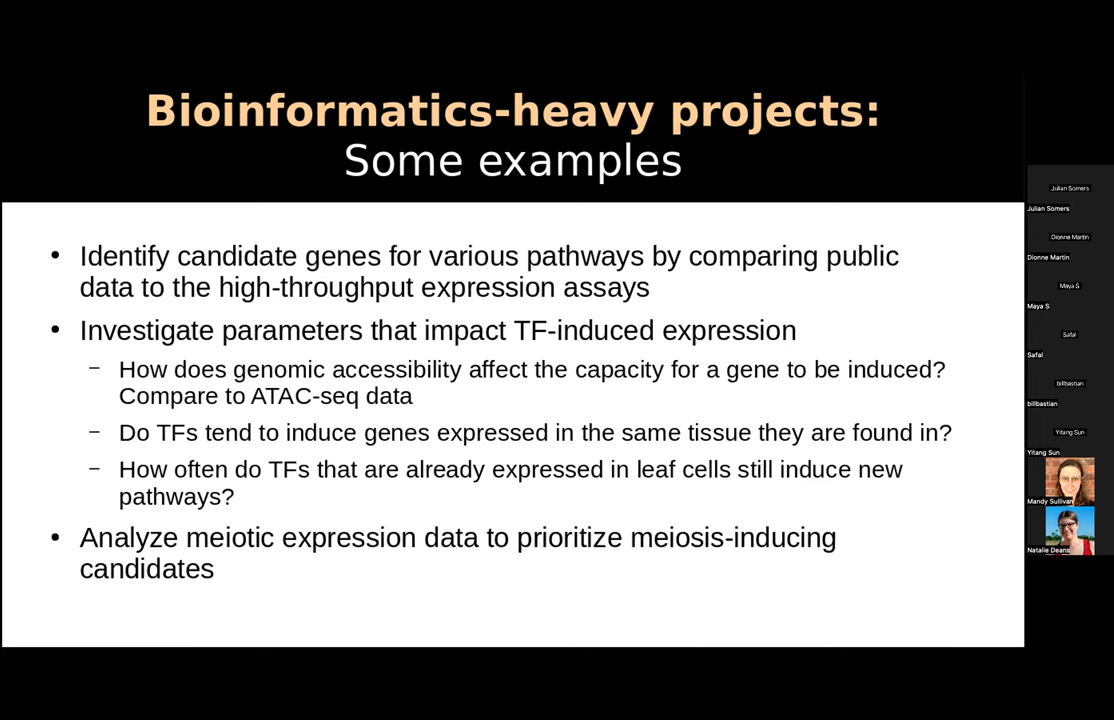 Bioinformatics-heavy projects:
Some examples
• Identify candidate genes for various pathways by comparing public
data to the high-throughput expression assays
• Investigate parameters that impact TF-induced expression
– How does genomic accessibility affect the capacity for a gene to be induced?
Compare to ATAC-seq data
– Do TFs tend to induce genes expressed in the same tissue they are found in?
– How often do TFs that are already expressed in leaf cells still induce new
pathways?
• Analyze meiotic expression data to prioritize meiosis-inducing
candidates
Julian Somers
Julian Somers
Dionne Martin
Dionne Martin
Maya S
Maya S
Safal
Safal
billbastian
billbastian
Yitang Sun
Yitang Sun
Mandy Sullivan
Natalie Deans